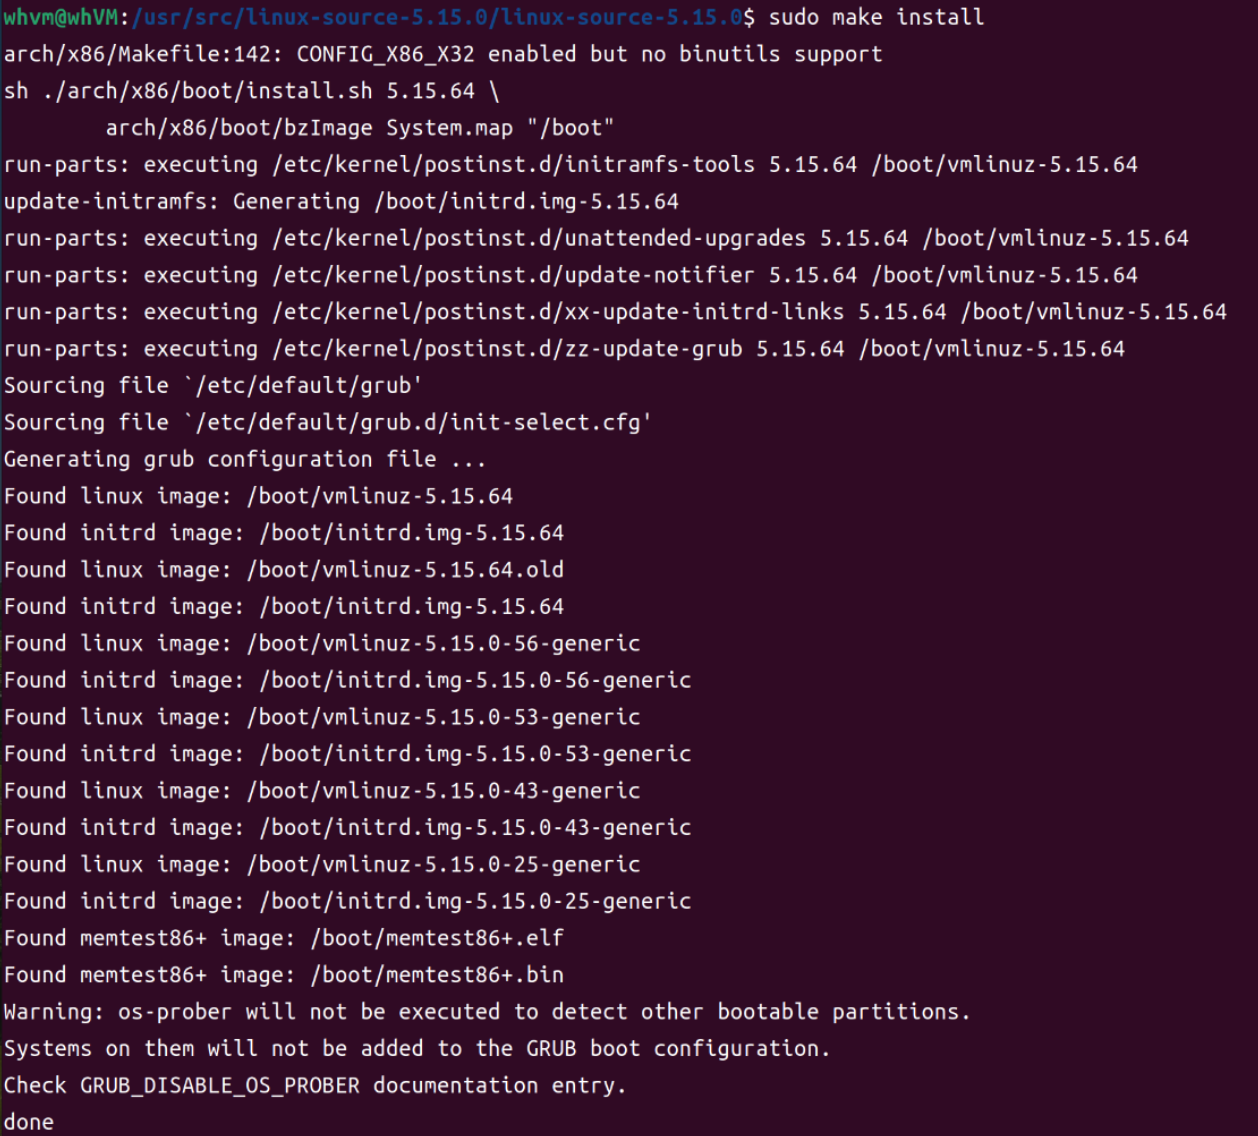 whvm@whVM:/usr/src/linux-source-5.15.0/linux-source-5.15.0$ sudo make install
arch/x86/Makefile:142: CONFIG_X86_X32 enabled but no binutils support
sh ./arch/x86/boot/install.sh 5.15.64 \
        arch/x86/boot/bzImage System.map "/boot"
run-parts: executing /etc/kernel/postinst.d/initramfs-tools 5.15.64 /boot/vmlinuz-5.15.64
update-initramfs: Generating /boot/initrd.img-5.15.64
run-parts: executing /etc/kernel/postinst.d/unattended-upgrades 5.15.64 /boot/vmlinuz-5.15.64
run-parts: executing /etc/kernel/postinst.d/update-notifier 5.15.64 /boot/vmlinuz-5.15.64
run-parts: executing /etc/kernel/postinst.d/xx-update-initrd-links 5.15.64 /boot/vmlinuz-5.15.64
run-parts: executing /etc/kernel/postinst.d/zz-update-grub 5.15.64 /boot/vmlinuz-5.15.64
Sourcing file `/etc/default/grub'
Sourcing file `/etc/default/grub.d/init-select.cfg'
Generating grub configuration file ...
Found linux image: /boot/vmlinuz-5.15.64
Found initrd image: /boot/initrd.img-5.15.64
Found linux image: /boot/vmlinuz-5.15.64.old
Found initrd image: /boot/initrd.img-5.15.64
Found linux image: /boot/vmlinuz-5.15.0-56-generic
Found initrd image: /boot/initrd.img-5.15.0-56-generic
Found linux image: /boot/vmlinuz-5.15.0-53-generic
Found initrd image: /boot/initrd.img-5.15.0-53-generic
Found linux image: /boot/vmlinuz-5.15.0-43-generic
Found initrd image: /boot/initrd.img-5.15.0-43-generic
Found linux image: /boot/vmlinuz-5.15.0-25-generic
Found initrd image: /boot/initrd.img-5.15.0-25-generic
Found memtest86+ image: /boot/memtest86+.elf
Found memtest86+ image: /boot/memtest86+.bin
Warning: os-prober will not be executed to detect other bootable partitions.
Systems on them will not be added to the GRUB boot configuration.
Check GRUB_DISABLE_OS_PROBER documentation entry.
done